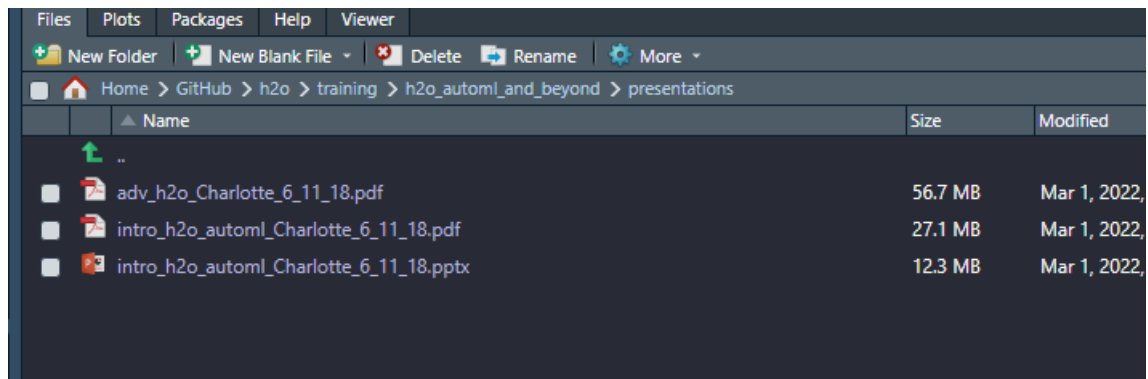 Files Plots Packages Help Viewer
New Folder New Blank File Delete Rename More
Home > GitHub > h2o > training > h2o_automl_and_beyond > presentations
Name Size Modified
..
adv_h2o_Charlotte_6_11_18.pdf 56.7 MB Mar 1, 2022,
intro_h2o_automl_Charlotte_6_11_18.pdf 27.1 MB Mar 1, 2022,
intro_h2o_automl_Charlotte_6_11_18.pptx 12.3 MB Mar 1, 2022,